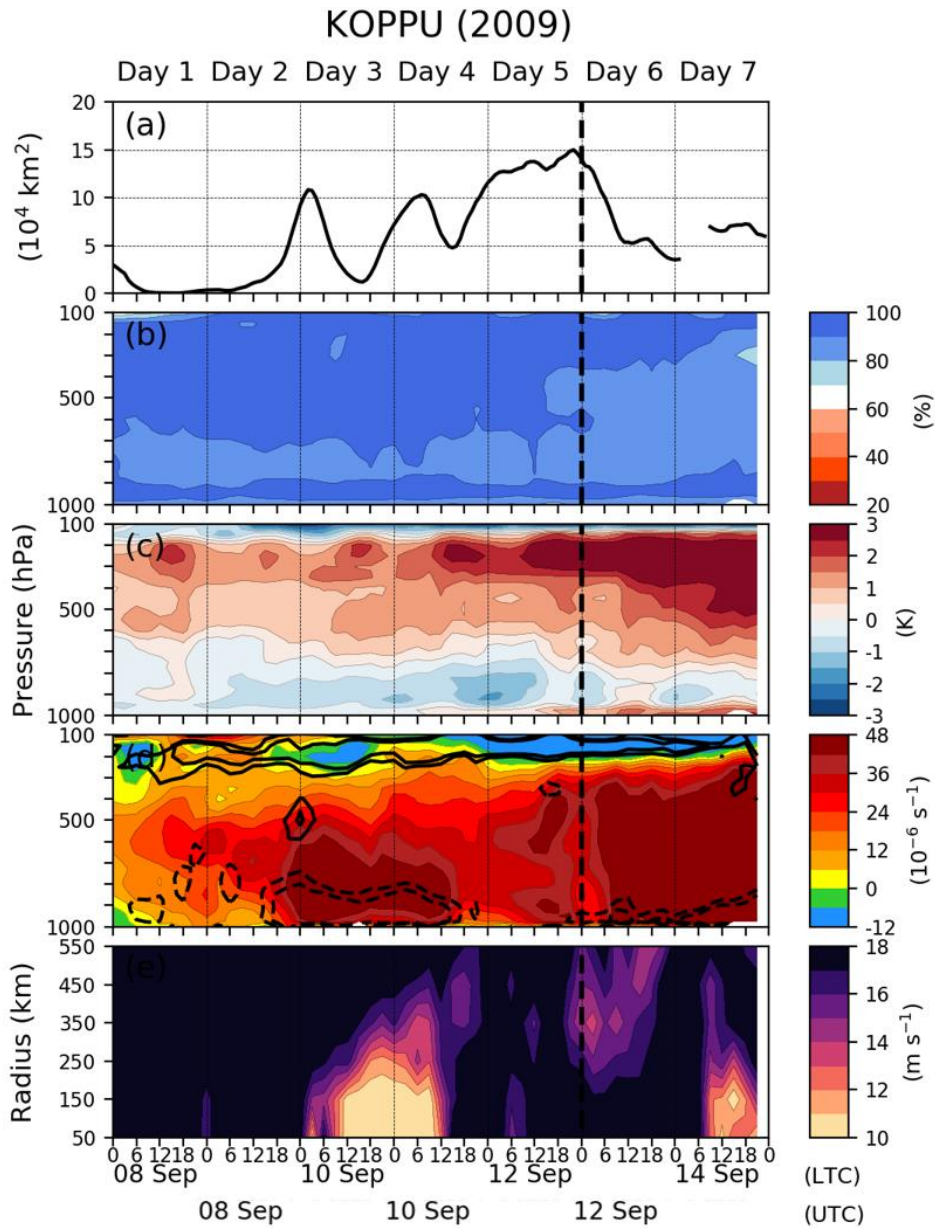 KOPPU (2009)
Day 1 Day 2 Day 3 Day 4 Day 5 Day 6 Day 7
(a)
20
15
10
5
0
(10⁴ km²)
(b)
100
500
1000
100
80
60
40
20
(%)
(c)
100
500
1000
Pressure (hPa)
3
2
1
0
-1
-2
-3
(K)
(d)
100
500
1000
48
36
24
12
0
-12
(10⁻⁶ s⁻¹)
(e)
550
450
350
250
150
50
Radius (km)
18
16
14
12
10
(m s⁻¹)
0 6 1218 0 6 1218 0 6 1218 0 6 1218 0 6 1218 0 6 1218 0 6 1218 0
08 Sep 10 Sep 12 Sep 14 Sep (LTC)
08 Sep 10 Sep 12 Sep (UTC)